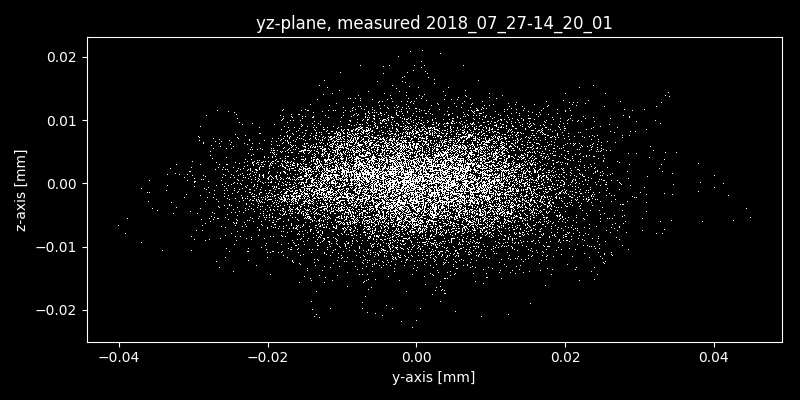 yz-plane, measured 2018_07_27-14_20_01
0.02
0.01
0.00
−0.01
−0.02
z-axis [mm]
−0.04 −0.02 0.00 0.02 0.04
y-axis [mm]